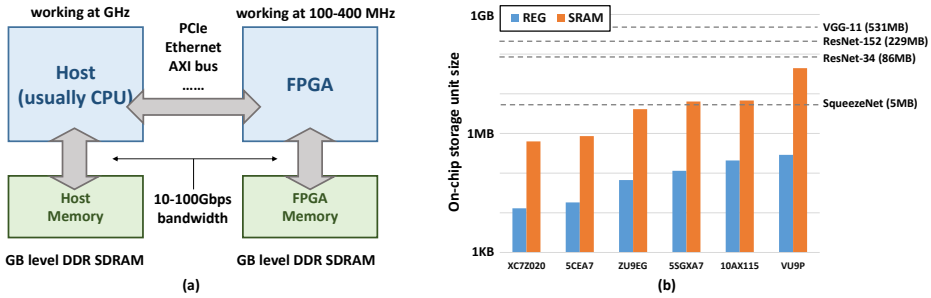 working at GHz
working at 100-400 MHz
PCIe
Ethernet
AXI bus
……
Host
(usually CPU)
FPGA
Host
Memory
10-100Gbps
bandwidth
FPGA
Memory
GB level DDR SDRAM
GB level DDR SDRAM
(a)
On-chip storage unit size
1GB
1MB
1KB
REG
SRAM
VGG-11 (531MB)
ResNet-152 (229MB)
ResNet-34 (86MB)
SqueezeNet (5MB)
XC7Z020
5CEA7
ZU9EG
5SGXA7
10AX115
VU9P
(b)